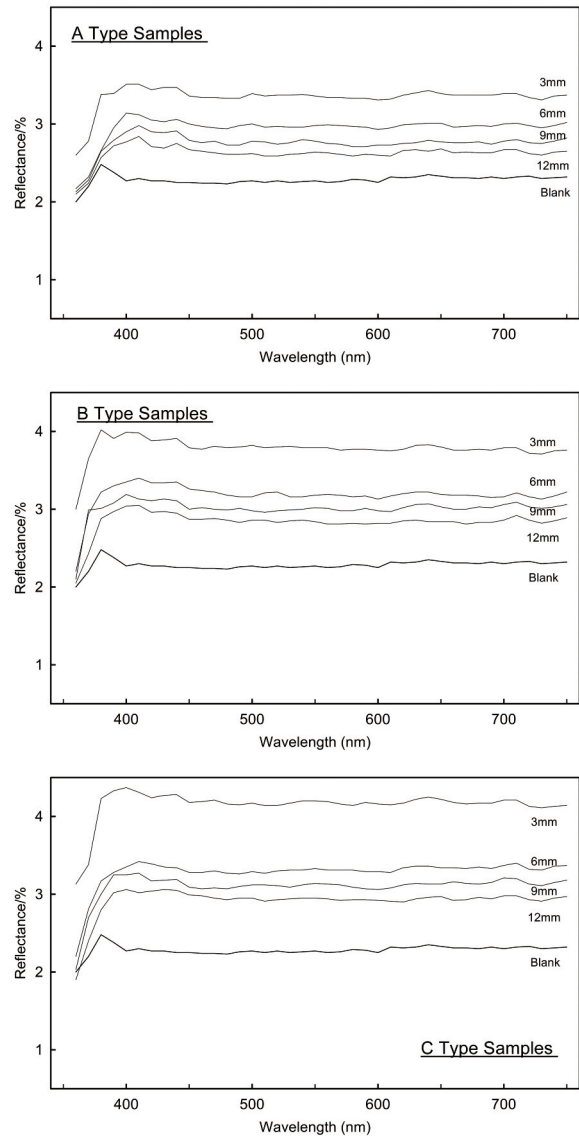 A Type Samples
4
3
2
1
Reflectance/%
3mm
6mm
9mm
12mm
Blank
400 500 600 700
Wavelength (nm)
B Type Samples
4
3
2
1
Reflectance/%
3mm
6mm
9mm
12mm
Blank
400 500 600 700
Wavelength (nm)
4
3
2
1
Reflectance/%
3mm
6mm
9mm
12mm
Blank
C Type Samples
400 500 600 700
Wavelength (nm)